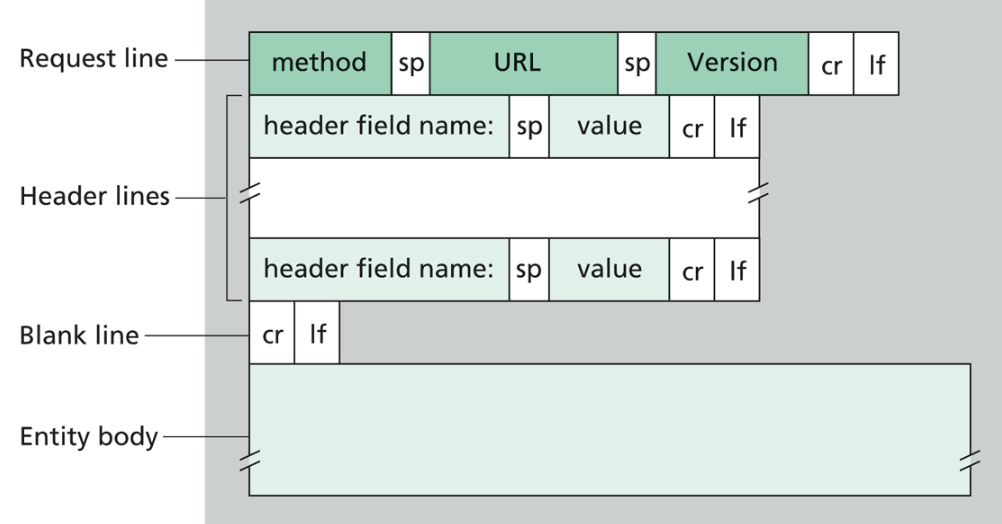 Request line
method sp URL sp Version cr lf
header field name: sp value cr lf
Header lines
header field name: sp value cr lf
Blank line
cr lf
Entity body